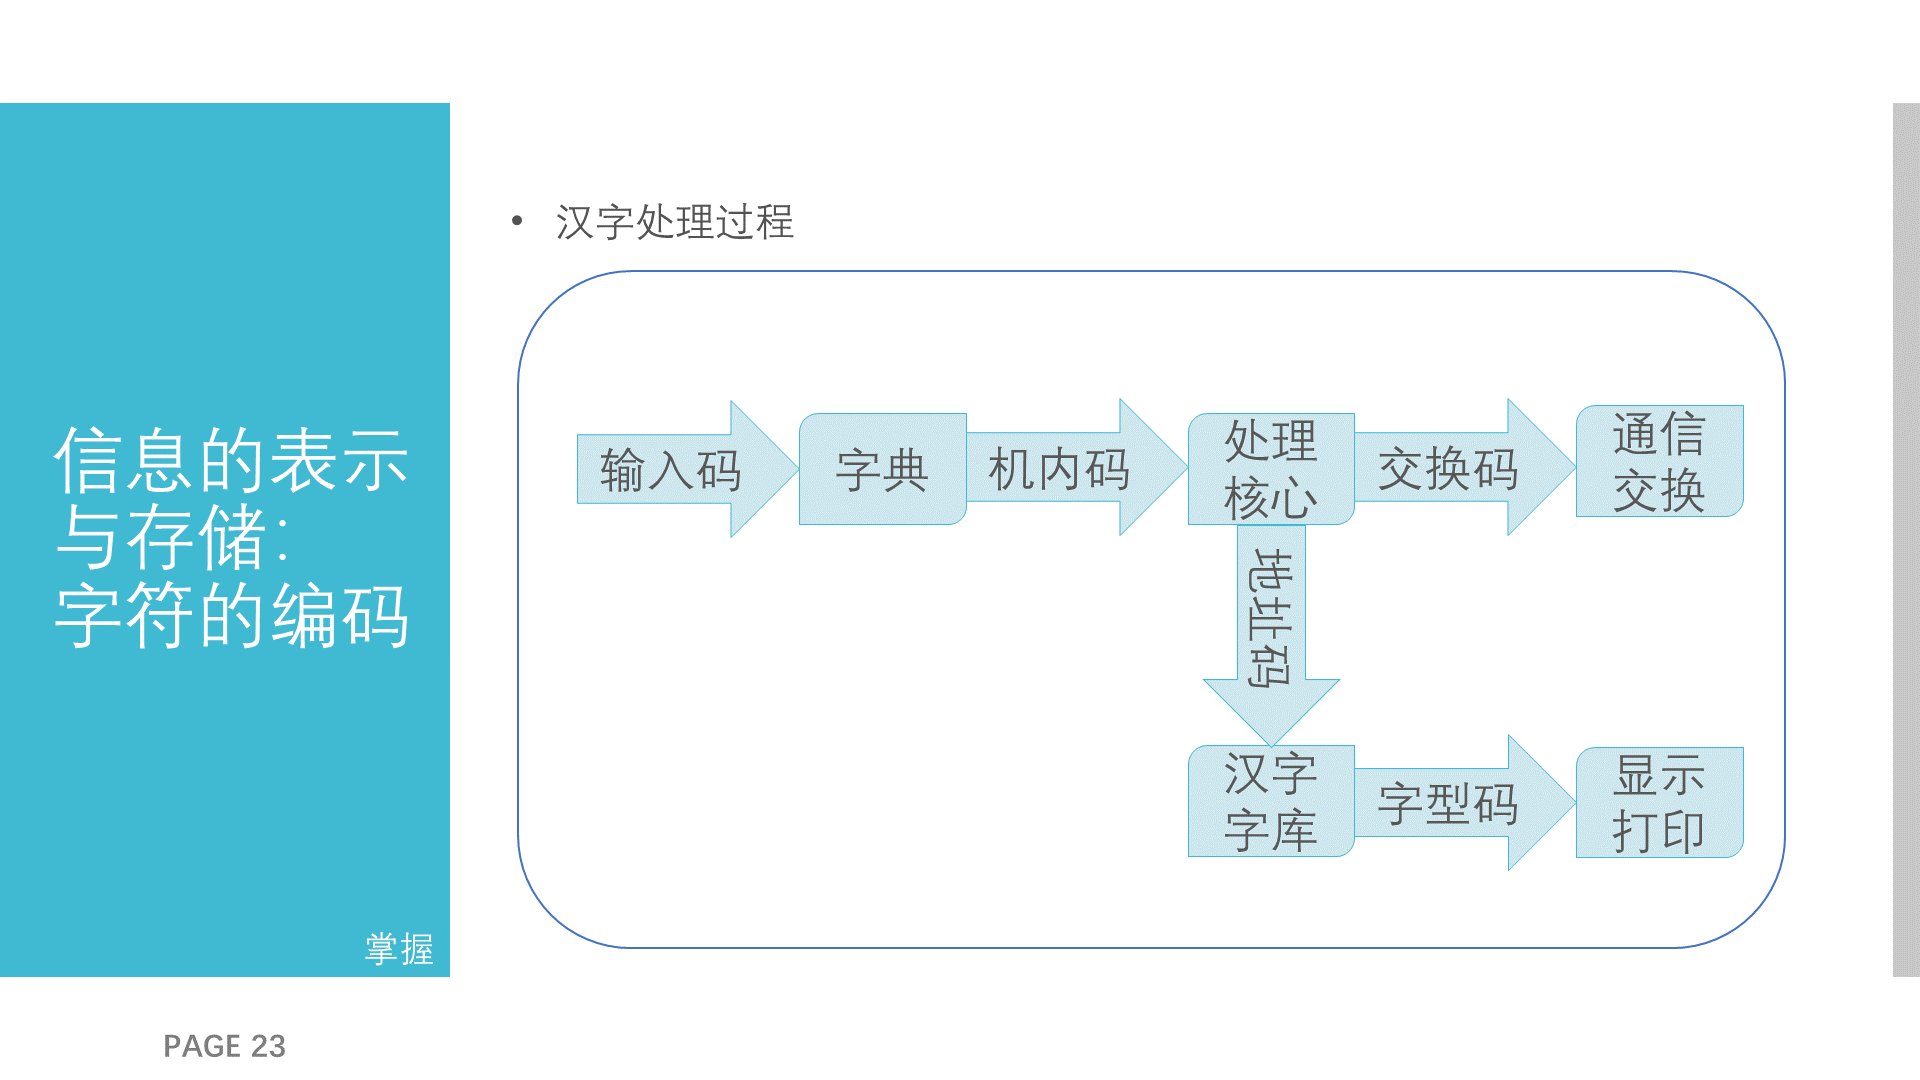 信息的表示
与存储：
字符的编码
掌握
• 汉字处理过程
输入码
字典
机内码
处理
核心
交换码
通信
交换
地址码
汉字
字库
字型码
显示
打印
PAGE 23